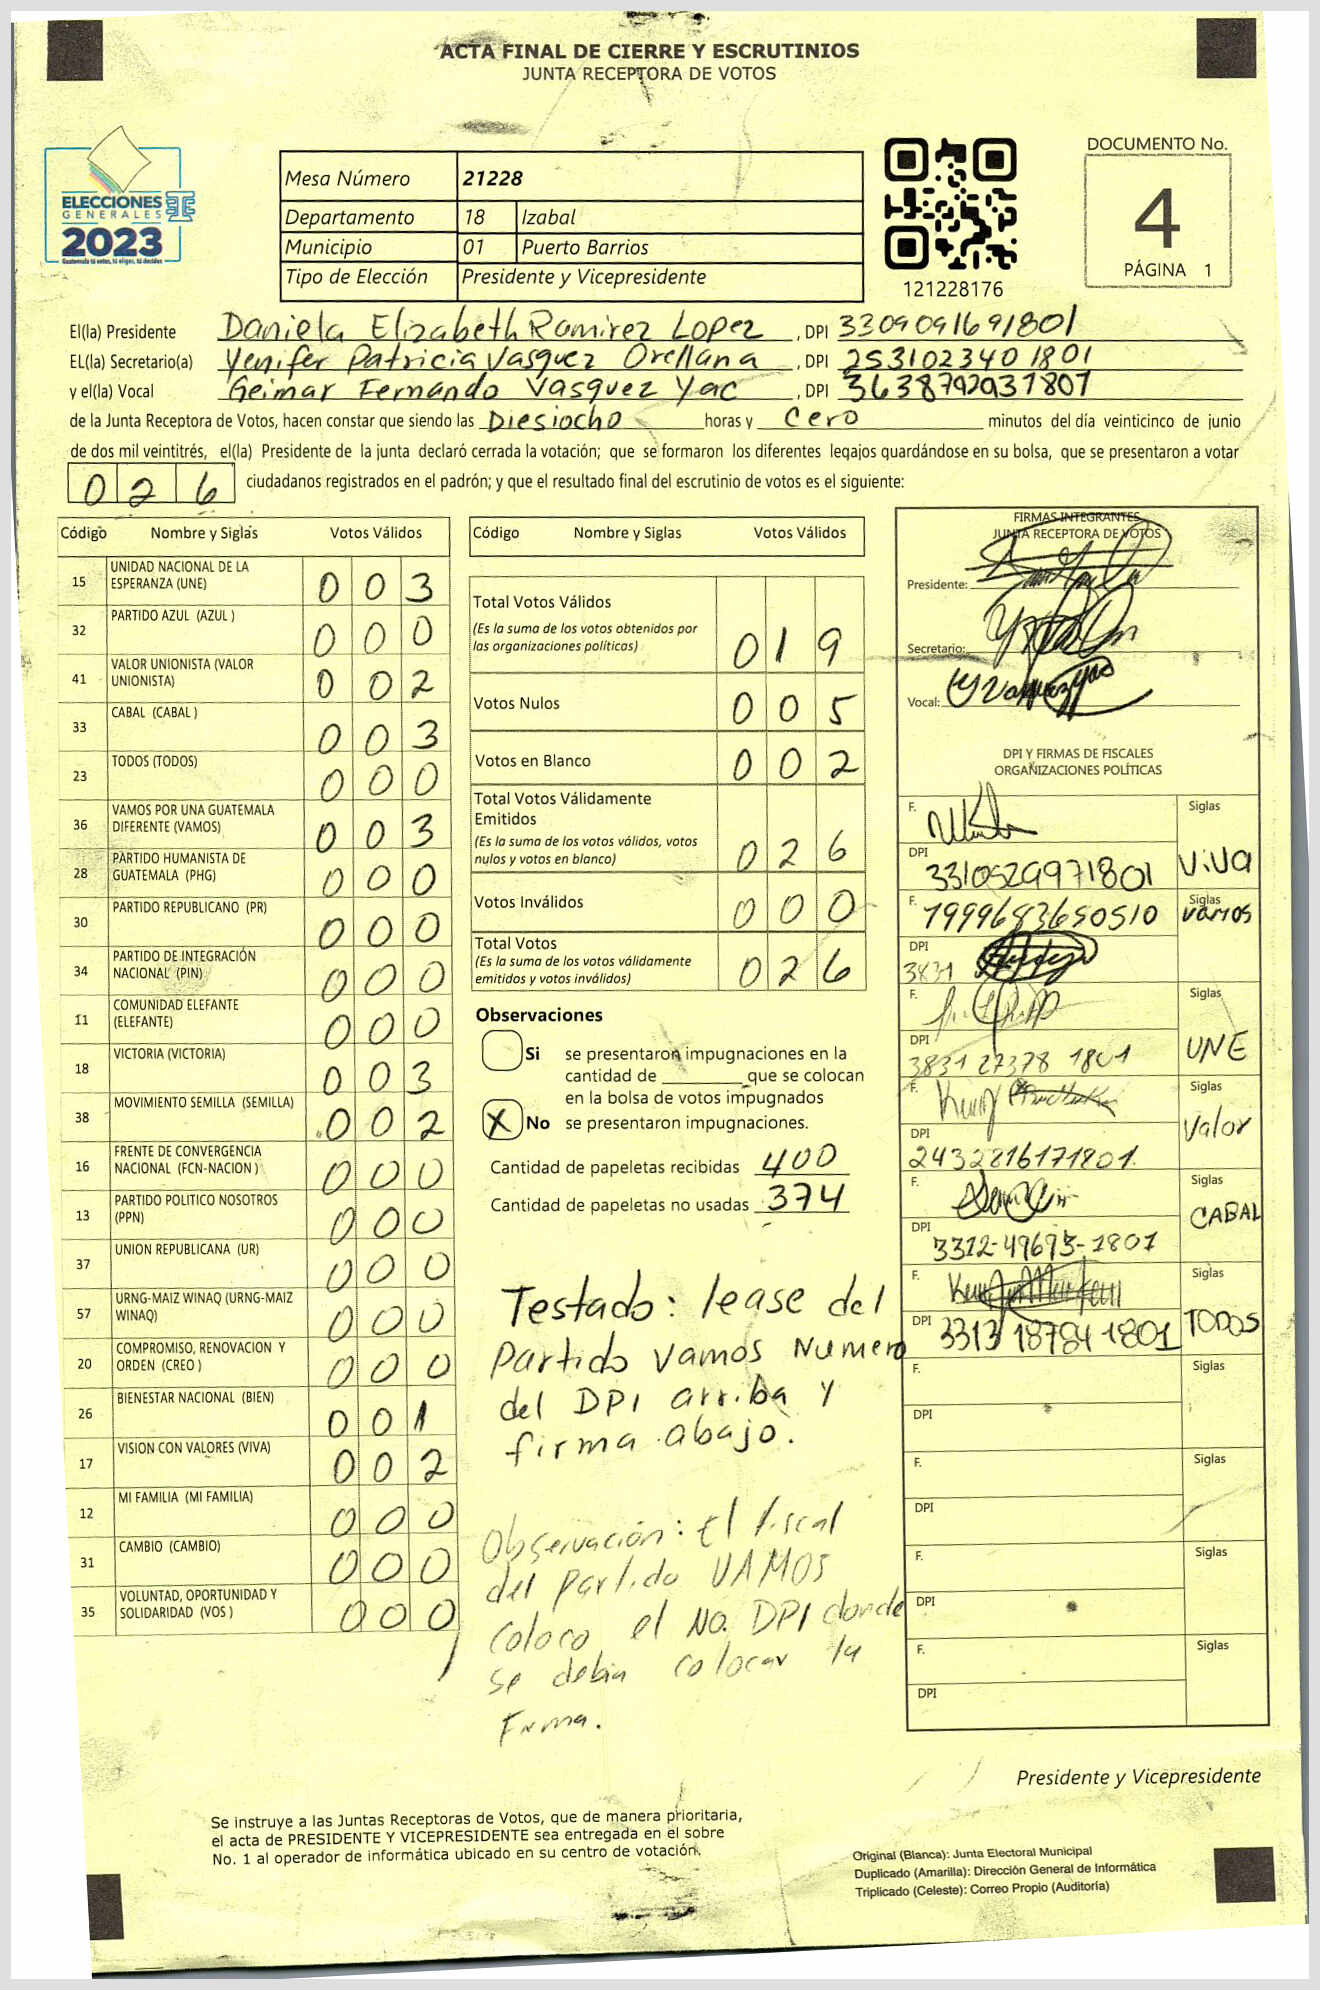 ACTA FINAL DE CIERRE Y ESCRUTINIOS
JUNTA RECEPTORA DE VOTOS
ELECCIONES
GENERALES
2023
Guatemala tú votas, tú eliges, tú decides
Mesa Número 21228
Departamento 18 Izabal
Municipio 01 Puerto Barrios
Tipo de Elección Presidente y Vicepresidente
121228176
DOCUMENTO No.
4
PÁGINA 1
El(la) Presidente Daniela Elizabeth Ramirez Lopez, DPI 3309091691801
EL(la) Secretario(a) Yenifer Patricia Vasquez Orellana, DPI 2531023401801
y el(la) Vocal Geimar Fernando Vasquez Yac, DPI 3638792031801
de la Junta Receptora de Votos, hacen constar que siendo las Diesiocho horas y cero minutos del día veinticinco de junio
de dos mil veintitrés, el(la) Presidente de la junta declaró cerrada la votación; que se formaron los diferentes legajos quardándose en su bolsa, que se presentaron a votar
026 ciudadanos registrados en el padrón; y que el resultado final del escrutinio de votos es el siguiente:
Código Nombre y Siglas Votos Válidos
15 UNIDAD NACIONAL DE LA ESPERANZA (UNE) 003
32 PARTIDO AZUL (AZUL ) 000
41 VALOR UNIONISTA (VALOR UNIONISTA) 002
33 CABAL (CABAL ) 003
23 TODOS (TODOS) 000
36 VAMOS POR UNA GUATEMALA DIFERENTE (VAMOS) 003
28 PARTIDO HUMANISTA DE GUATEMALA (PHG) 000
30 PARTIDO REPUBLICANO (PR) 000
34 PARTIDO DE INTEGRACIÓN NACIONAL (PIN) 000
11 COMUNIDAD ELEFANTE (ELEFANTE) 000
18 VICTORIA (VICTORIA) 003
38 MOVIMIENTO SEMILLA (SEMILLA) 002
16 FRENTE DE CONVERGENCIA NACIONAL (FCN-NACION ) 000
13 PARTIDO POLITICO NOSOTROS (PPN) 000
37 UNION REPUBLICANA (UR) 000
57 URNG-MAIZ WINAQ (URNG-MAIZ WINAQ) 000
20 COMPROMISO, RENOVACION Y ORDEN (CREO ) 000
26 BIENESTAR NACIONAL (BIEN) 001
17 VISION CON VALORES (VIVA) 002
12 MI FAMILIA (MI FAMILIA) 000
31 CAMBIO (CAMBIO) 000
35 VOLUNTAD, OPORTUNIDAD Y SOLIDARIDAD (VOS ) 000
Código Nombre y Siglas Votos Válidos
Total Votos Válidos 019
(Es la suma de los votos obtenidos por
las organizaciones políticas)
Votos Nulos 005
Votos en Blanco 002
Total Votos Válidamente
Emitidos 026
(Es la suma de los votos válidos, votos
nulos y votos en blanco)
Votos Inválidos 000
Total Votos 026
(Es la suma de los votos válidamente
emitidos y votos inválidos)
Observaciones
Si se presentaron impugnaciones en la
cantidad de ________ que se colocan
en la bolsa de votos impugnados
X No se presentaron impugnaciones.
Cantidad de papeletas recibidas 400
Cantidad de papeletas no usadas 374
Testado: lease del
Partido Vamos Numero
del DPI arriba y
firma abajo.
Observación: El fiscal
del Partido VAMOS
coloco el No. DPI donde
se debia colocar la
Firma.
FIRMAS INTEGRANTES
JUNTA RECEPTORA DE VOTOS
Presidente:
Secretario:
Vocal:
DPI Y FIRMAS DE FISCALES
ORGANIZACIONES POLÍTICAS
F. Siglas
DPI 3310529971801 ViVa
F. 1999683650510 Siglas vamos
DPI 3831
F. Siglas
DPI 3831 27378 1801 UNE
F. Siglas
DPI 2432816171801. Valor
F. Siglas
DPI 3312-49693-1801 CABAL
F. Siglas
DPI 3313 18784 1801 TODOS
F. Siglas
DPI
F. Siglas
DPI
F. Siglas
DPI
F. Siglas
DPI
Presidente y Vicepresidente
Se instruye a las Juntas Receptoras de Votos, que de manera prioritaria,
el acta de PRESIDENTE Y VICEPRESIDENTE sea entregada en el sobre
No. 1 al operador de informática ubicado en su centro de votación.
Original (Blanca): Junta Electoral Municipal
Duplicado (Amarilla): Dirección General de Informática
Triplicado (Celeste): Correo Propio (Auditoría)